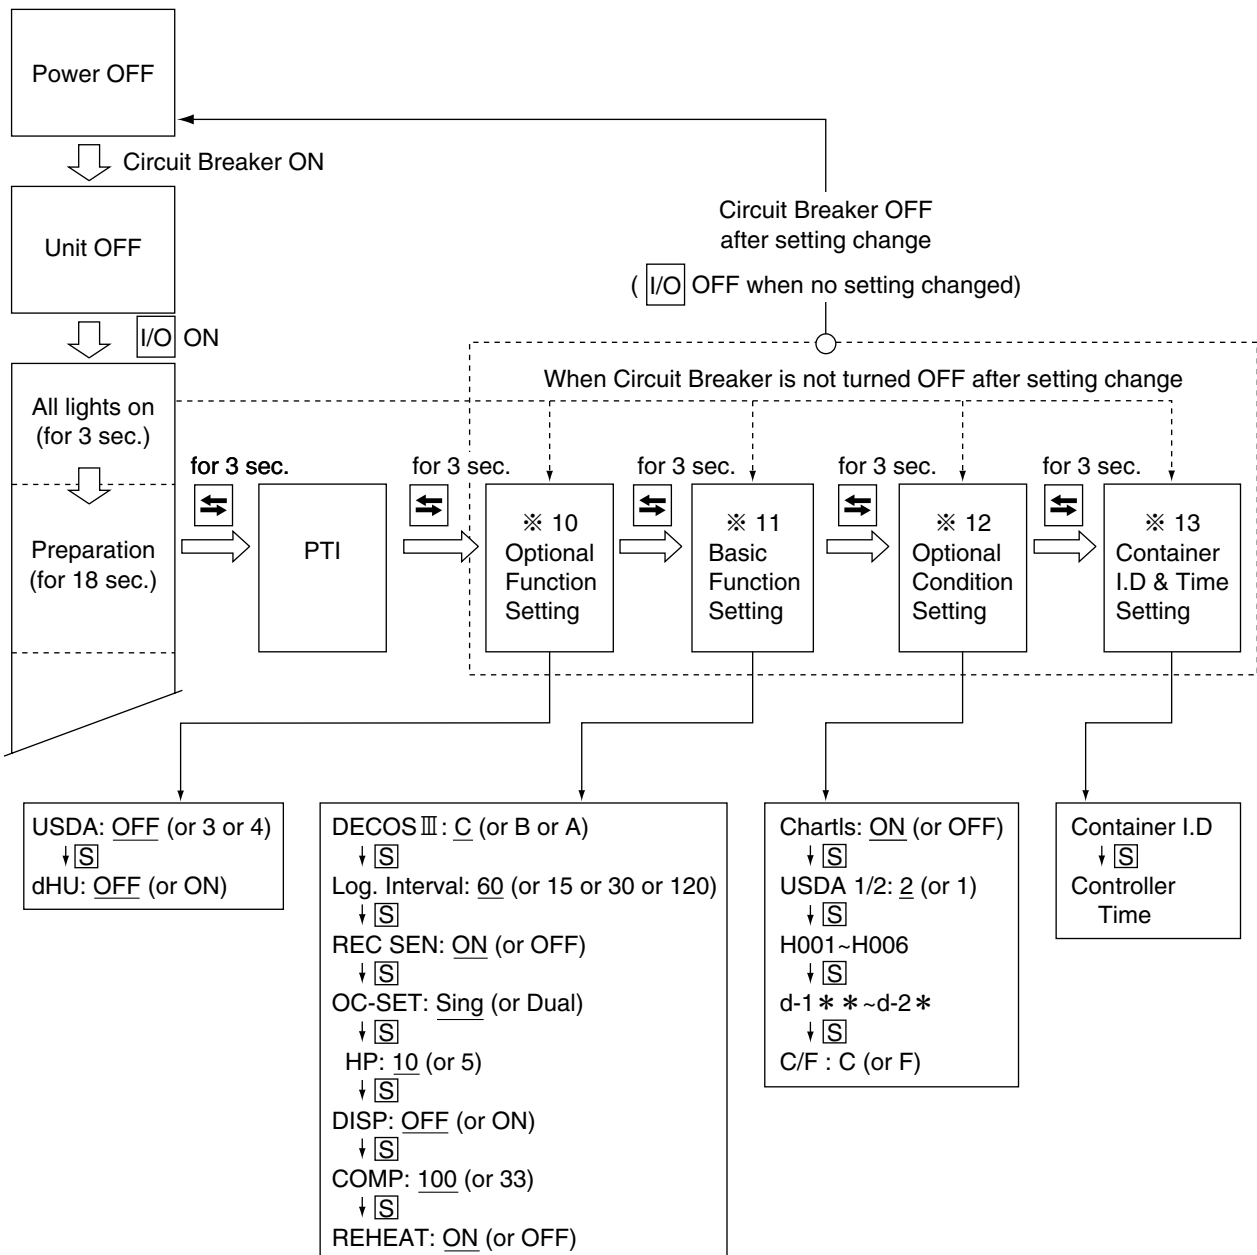 Power OFF
Circuit Breaker ON
Unit OFF
I/O ON
Circuit Breaker OFF
after setting change
( I/O OFF when no setting changed)
When Circuit Breaker is not turned OFF after setting change
All lights on
(for 3 sec.)
Preparation
(for 18 sec.)
for 3 sec.
PTI
for 3 sec.
※ 10
Optional
Function
Setting
for 3 sec.
※ 11
Basic
Function
Setting
for 3 sec.
※ 12
Optional
Condition
Setting
for 3 sec.
※ 13
Container
I.D & Time
Setting
USDA: OFF (or 3 or 4)
S
dHU: OFF (or ON)
DECOSⅢ: C (or B or A)
S
Log. Interval: 60 (or 15 or 30 or 120)
S
REC SEN: ON (or OFF)
S
OC-SET: Sing (or Dual)
S
HP: 10 (or 5)
S
DISP: OFF (or ON)
S
COMP: 100 (or 33)
S
REHEAT: ON (or OFF)
Chartls: ON (or OFF)
S
USDA 1/2: 2 (or 1)
S
H001~H006
S
d-1＊＊~d-2＊
S
C/F : C (or F)
Container I.D
S
Controller
Time